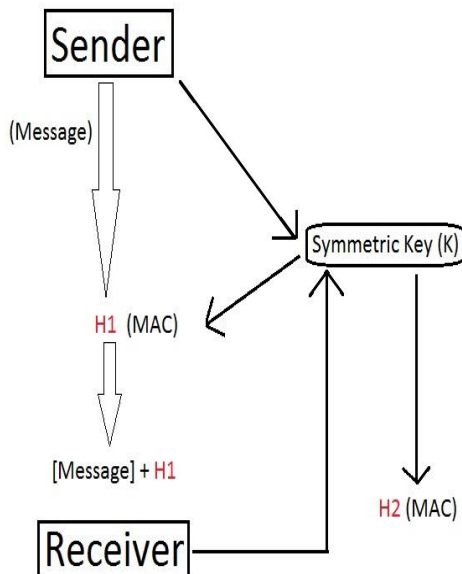 Sender
(Message)
Symmetric Key (K)
H1 (MAC)
[Message] + H1
H2 (MAC)
Receiver